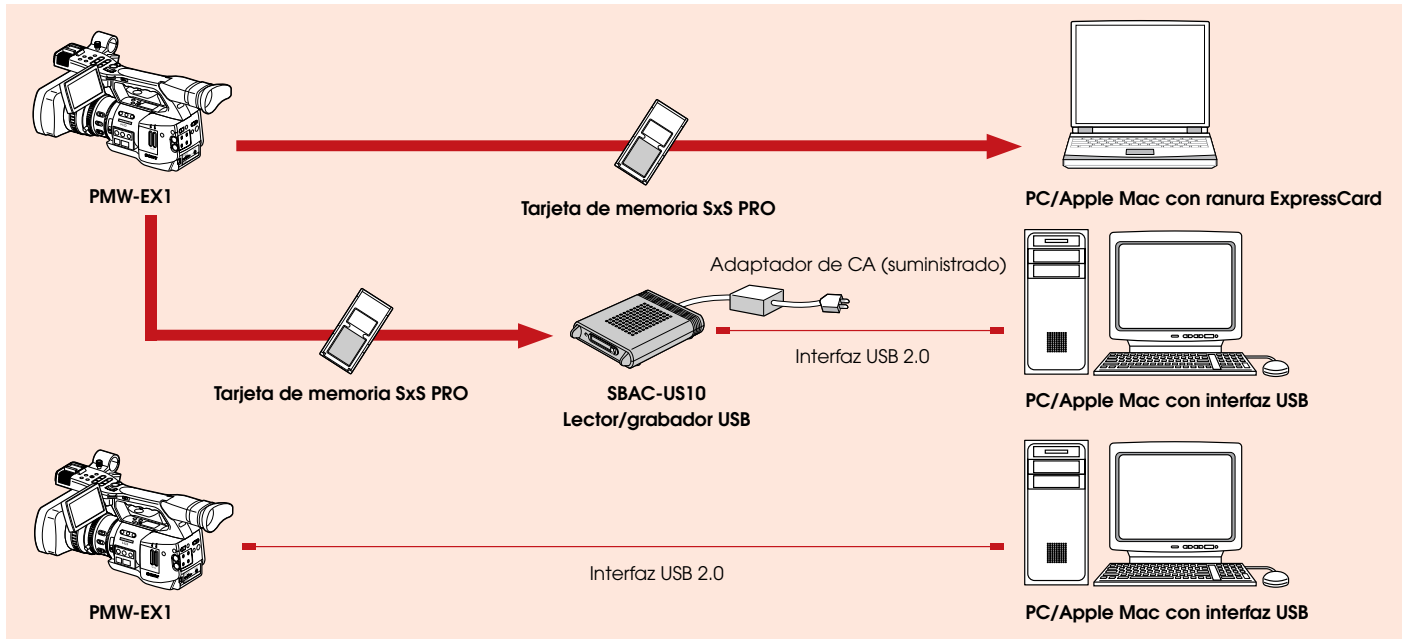 PMW-EX1
Tarjeta de memoria SxS PRO
PC/Apple Mac con ranura ExpressCard
Adaptador de CA (suministrado)
Interfaz USB 2.0
Tarjeta de memoria SxS PRO
SBAC-US10
Lector/grabador USB
PC/Apple Mac con interfaz USB
Interfaz USB 2.0
PMW-EX1
PC/Apple Mac con interfaz USB